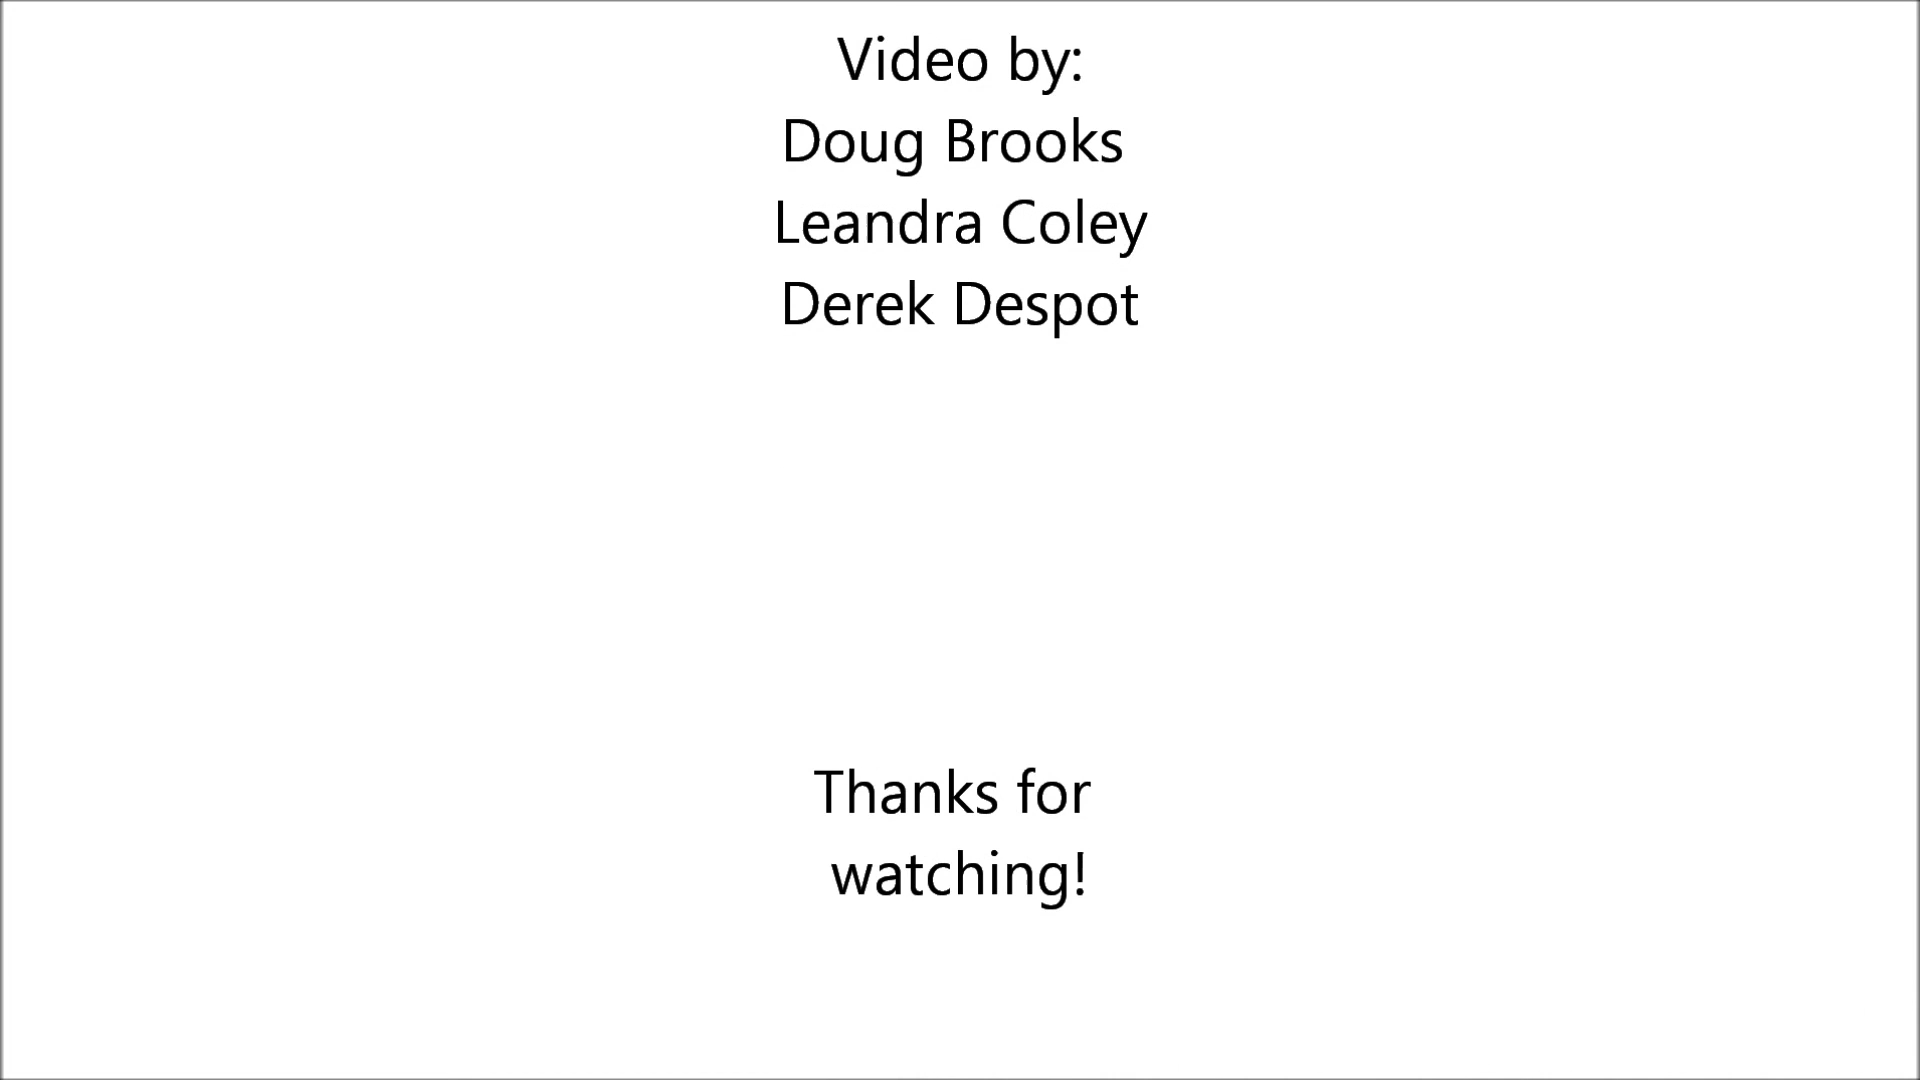 Video by:
Doug Brooks
Leandra Coley
Derek Despot
Thanks for
watching!